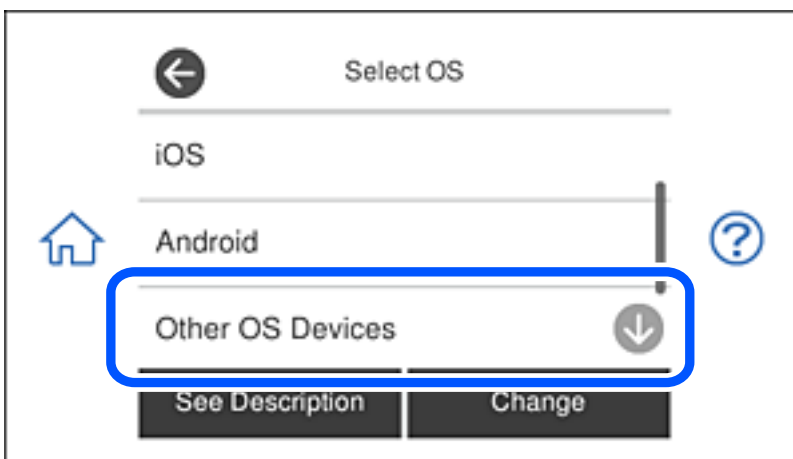 Select OS
iOS
Android
Other OS Devices
See Description Change